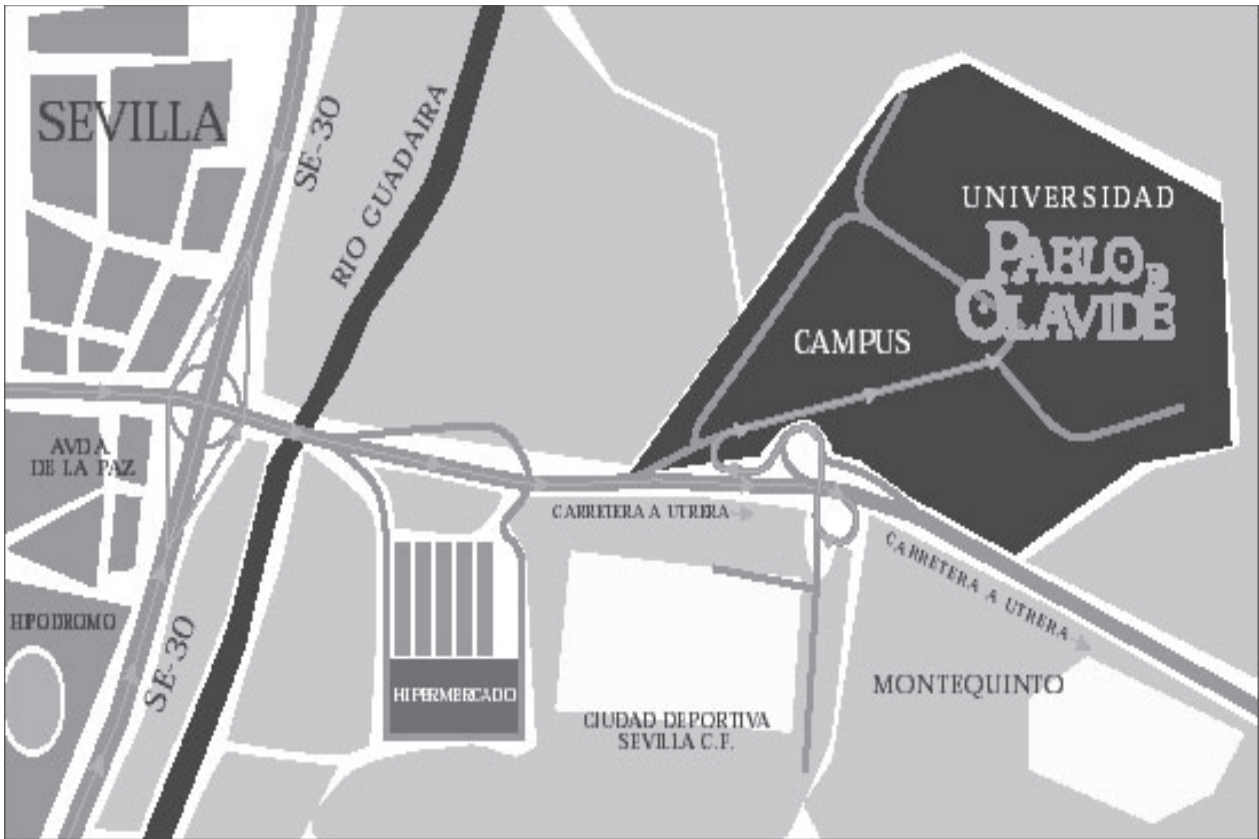 SEVILLA
SE-30
RIO GUADAIRA
UNIVERSIDAD
PABLO DE
OLAVIDE
CAMPUS
AVDA
DE LA PAZ
CARRETERA A UTRERA
CARRETERA A UTRERA
HIPODROMO
SE-30
HIPERMERCADO
MONTEQUINTO
CIUDAD DEPORTIVA
SEVILLA C.F.